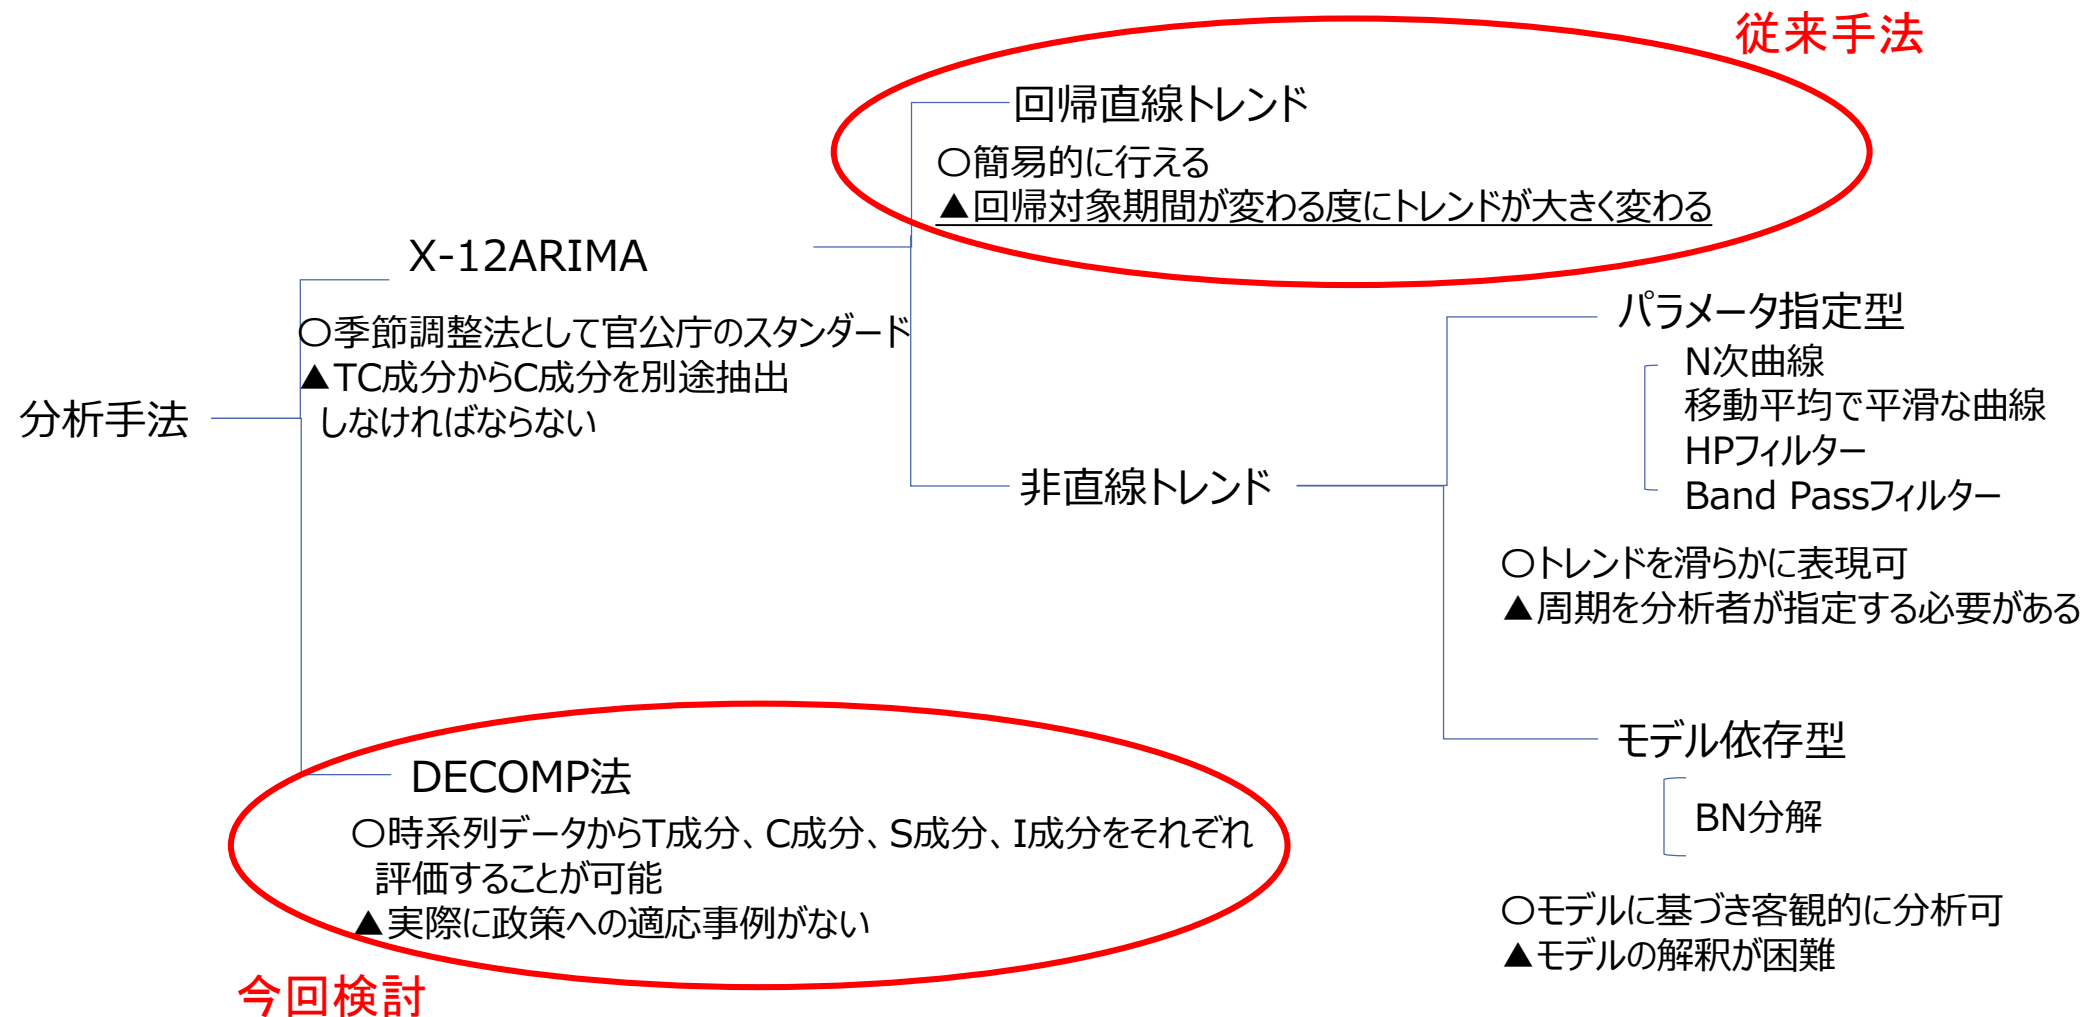 従来手法
回帰直線トレンド
〇簡易的に行える
▲回帰対象期間が変わる度にトレンドが大きく変わる
X-12ARIMA
〇季節調整法として官公庁のスタンダード
▲TC成分からC成分を別途抽出
しなければならない
分析手法
非直線トレンド
パラメータ指定型
N次曲線
移動平均で平滑な曲線
HPフィルター
Band Passフィルター
〇トレンドを滑らかに表現可
▲周期を分析者が指定する必要がある
モデル依存型
BN分解
〇モデルに基づき客観的に分析可
▲モデルの解釈が困難
DECOMP法
〇時系列データからT成分、C成分、S成分、I成分をそれぞれ
評価することが可能
▲実際に政策への適応事例がない
今回検討